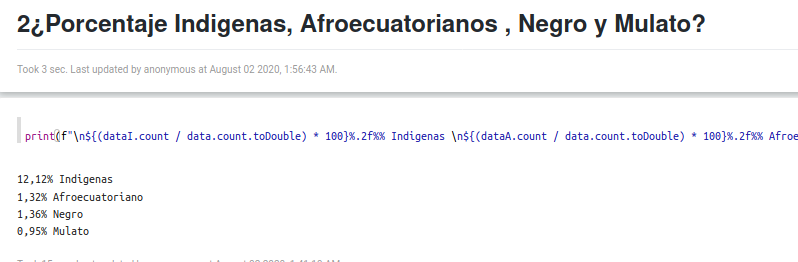 2¿Porcentaje Indigenas, Afroecuatorianos , Negro y Mulato?
Took 3 sec. Last updated by anonymous at August 02 2020, 1:56:43 AM.
print(f"\n${(dataI.count / data.count.toDouble) * 100}%.2f%% Indigenas \n${(dataA.count / data.count.toDouble) * 100}%.2f%% Afroe
12,12% Indigenas
1,32% Afroecuatoriano
1,36% Negro
0,95% Mulato